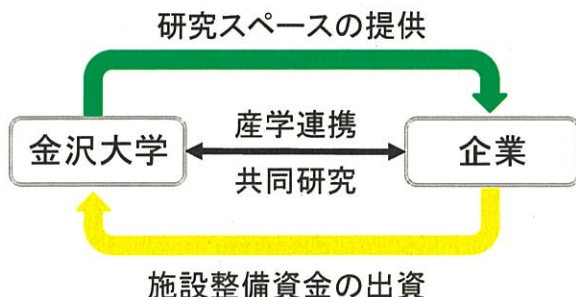 研究スペースの提供
金沢大学
産学連携
共同研究
企業
施設整備資金の出資